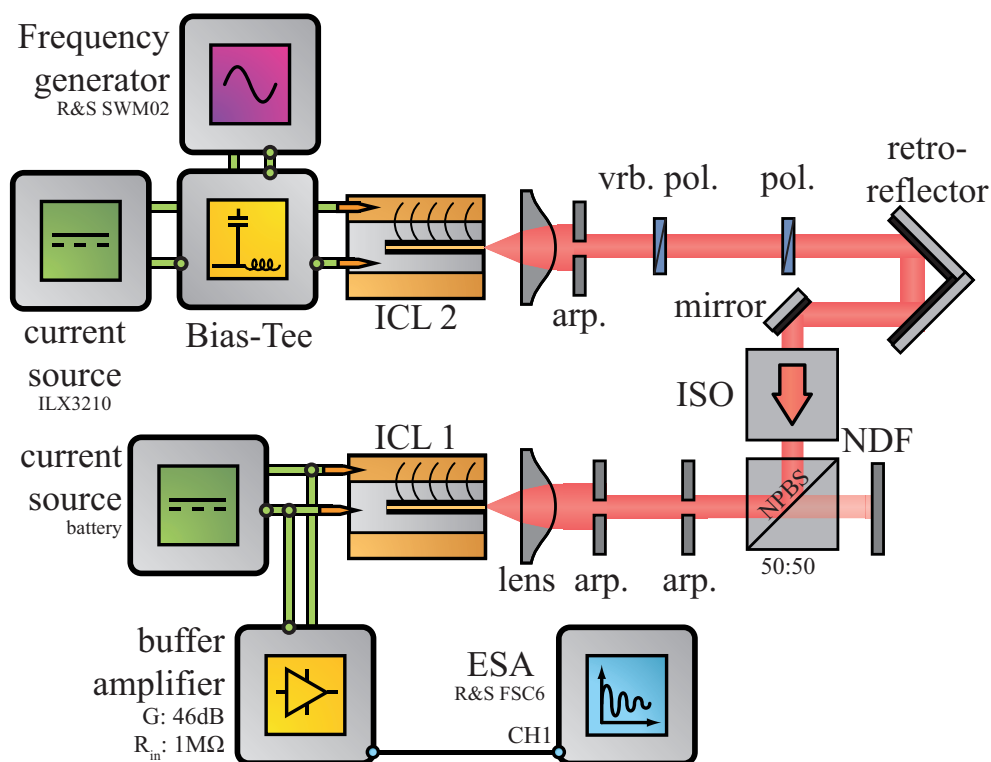 Frequency
generator
R&S SWM02
retro-
reflector
vrb. pol.
pol.
current
source
ILX3210
Bias-Tee
ICL 2
arp.
mirror
ISO
NDF
current
source
battery
ICL 1
lens
arp.
arp.
NPBS
50:50
buffer
amplifier
G: 46dB
Rin: 1MΩ
ESA
R&S FSC6
CH1